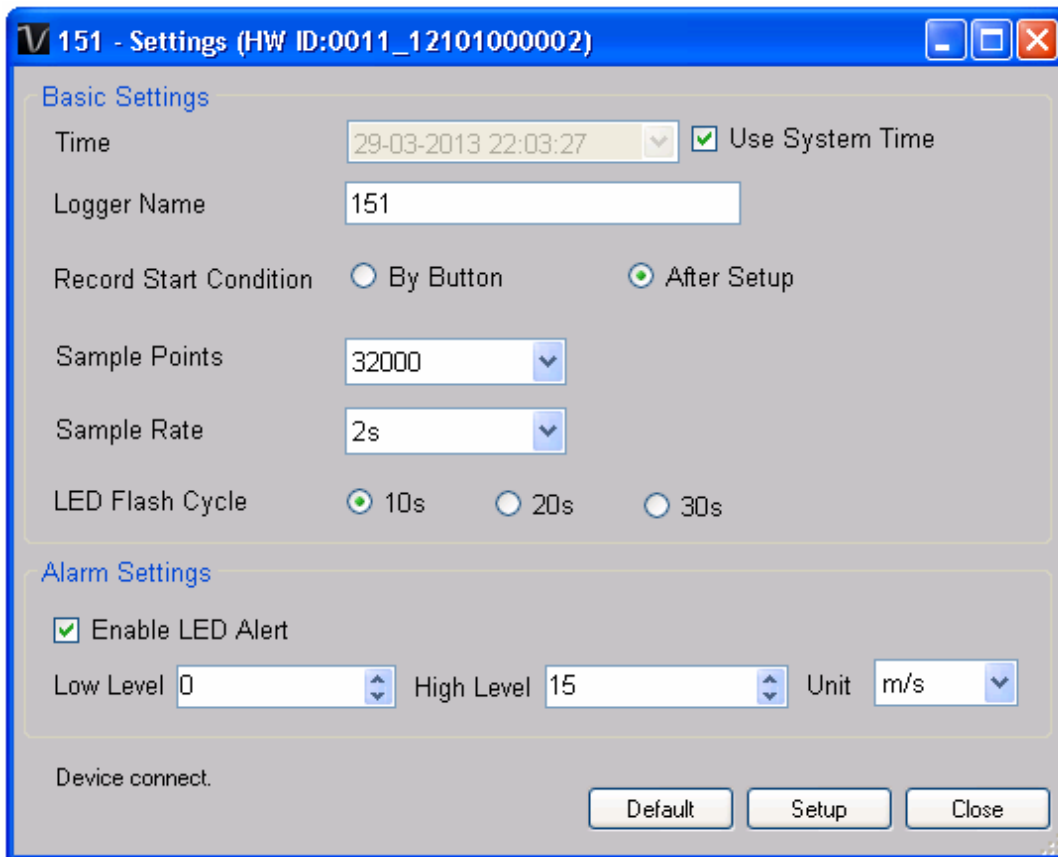 151 - Settings (HW ID:0011_12101000002)
Basic Settings
Time 29-03-2013 22:03:27 Use System Time
Logger Name 151
Record Start Condition By Button After Setup
Sample Points 32000
Sample Rate 2s
LED Flash Cycle 10s 20s 30s
Alarm Settings
Enable LED Alert
Low Level 0 High Level 15 Unit m/s
Device connect.
Default Setup Close